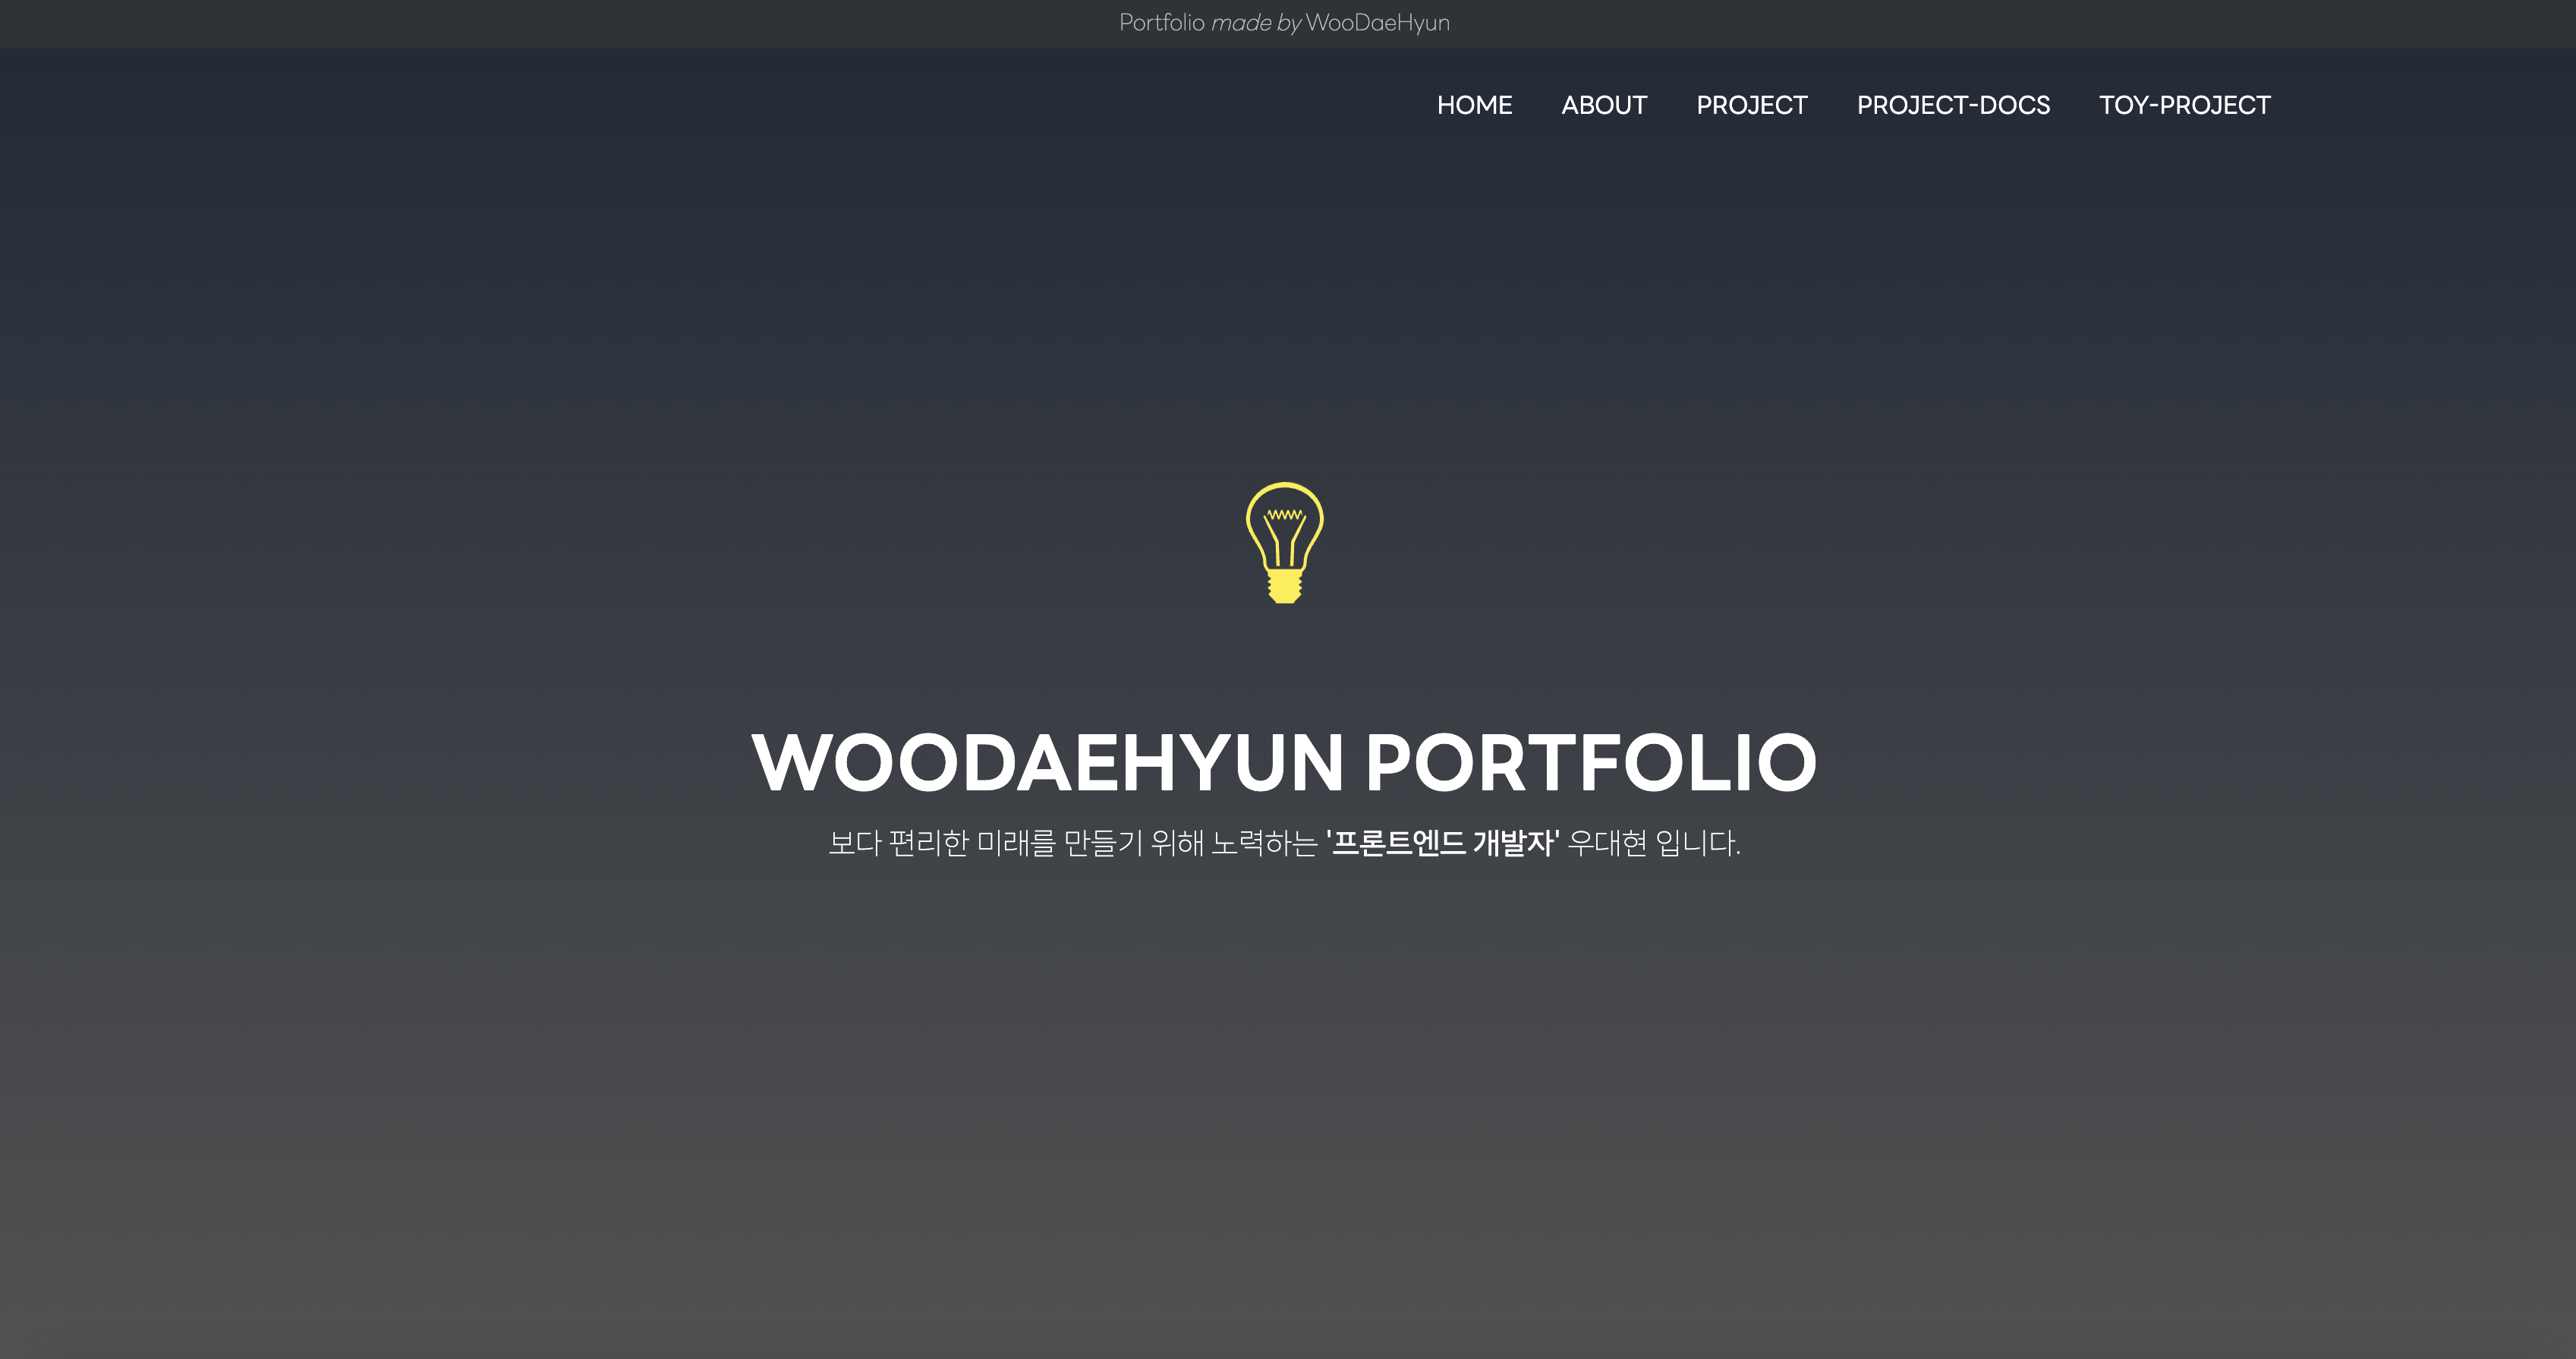 Portfolio made by WooDaeHyun
HOME ABOUT PROJECT PROJECT-DOCS TOY-PROJECT
WOODAEHYUN PORTFOLIO
보다 편리한 미래를 만들기 위해 노력하는 '프론트엔드 개발자' 우대현 입니다.